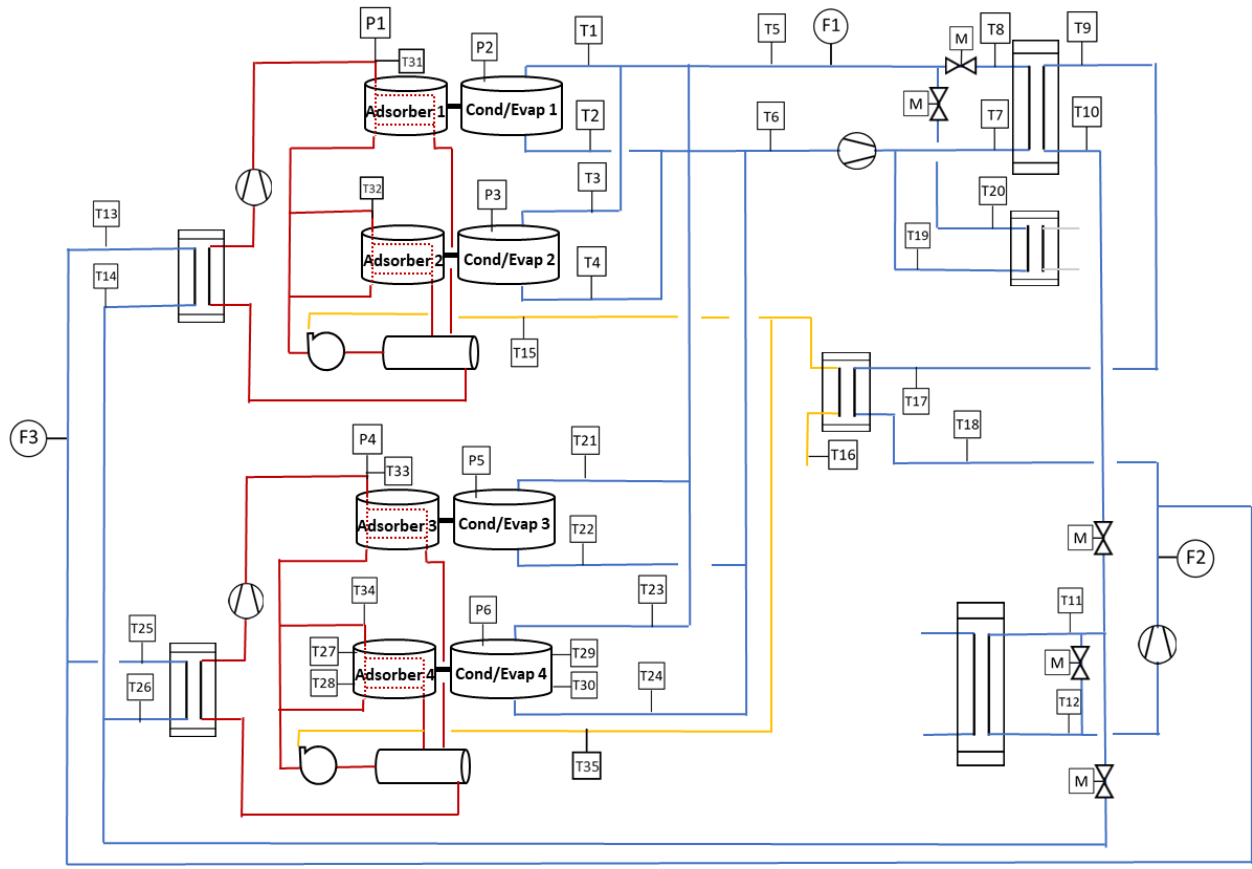 P1
P2
T1
T5
F1
M
T8
T9
T31
Adsorber 1
Cond/Evap 1
M
T2
T6
T7
T10
T32
P3
T3
T20
T13
T19
Adsorber 2
Cond/Evap 2
T4
T14
T15
T17
T18
T16
F3
P4
T33
P5
T21
Adsorber 3
Cond/Evap 3
T22
M
F2
T34
P6
T23
T11
T25
T27
T29
M
T26
T28
Adsorber 4
Cond/Evap 4
T30
T24
T12
T35
M